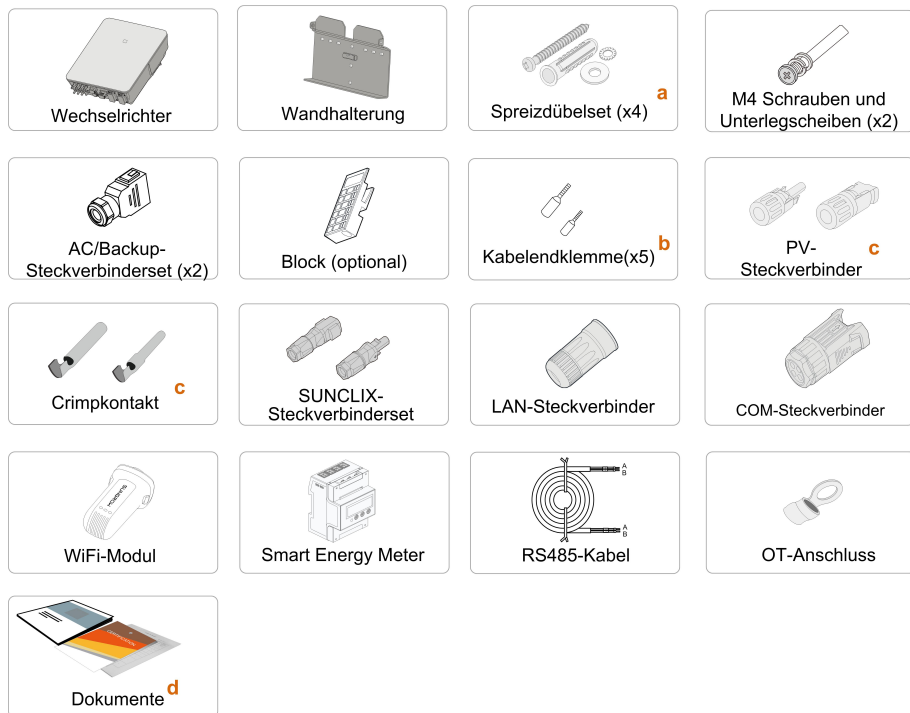 Wechselrichter
Wandhalterung
Spreizdübelset (x4) a
M4 Schrauben und
Unterlegscheiben (x2)
AC/Backup-
Steckverbinderset (x2)
Block (optional)
Kabelendklemme(x5) b
PV-
Steckverbinder c
Crimpkontakt c
SUNCLIX-
Steckverbinderset
LAN-Steckverbinder
COM-Steckverbinder
SUNGROW
WiFi-Modul
Smart Energy Meter
A
B
A
B
RS485-Kabel
OT-Anschluss
Dokumente d